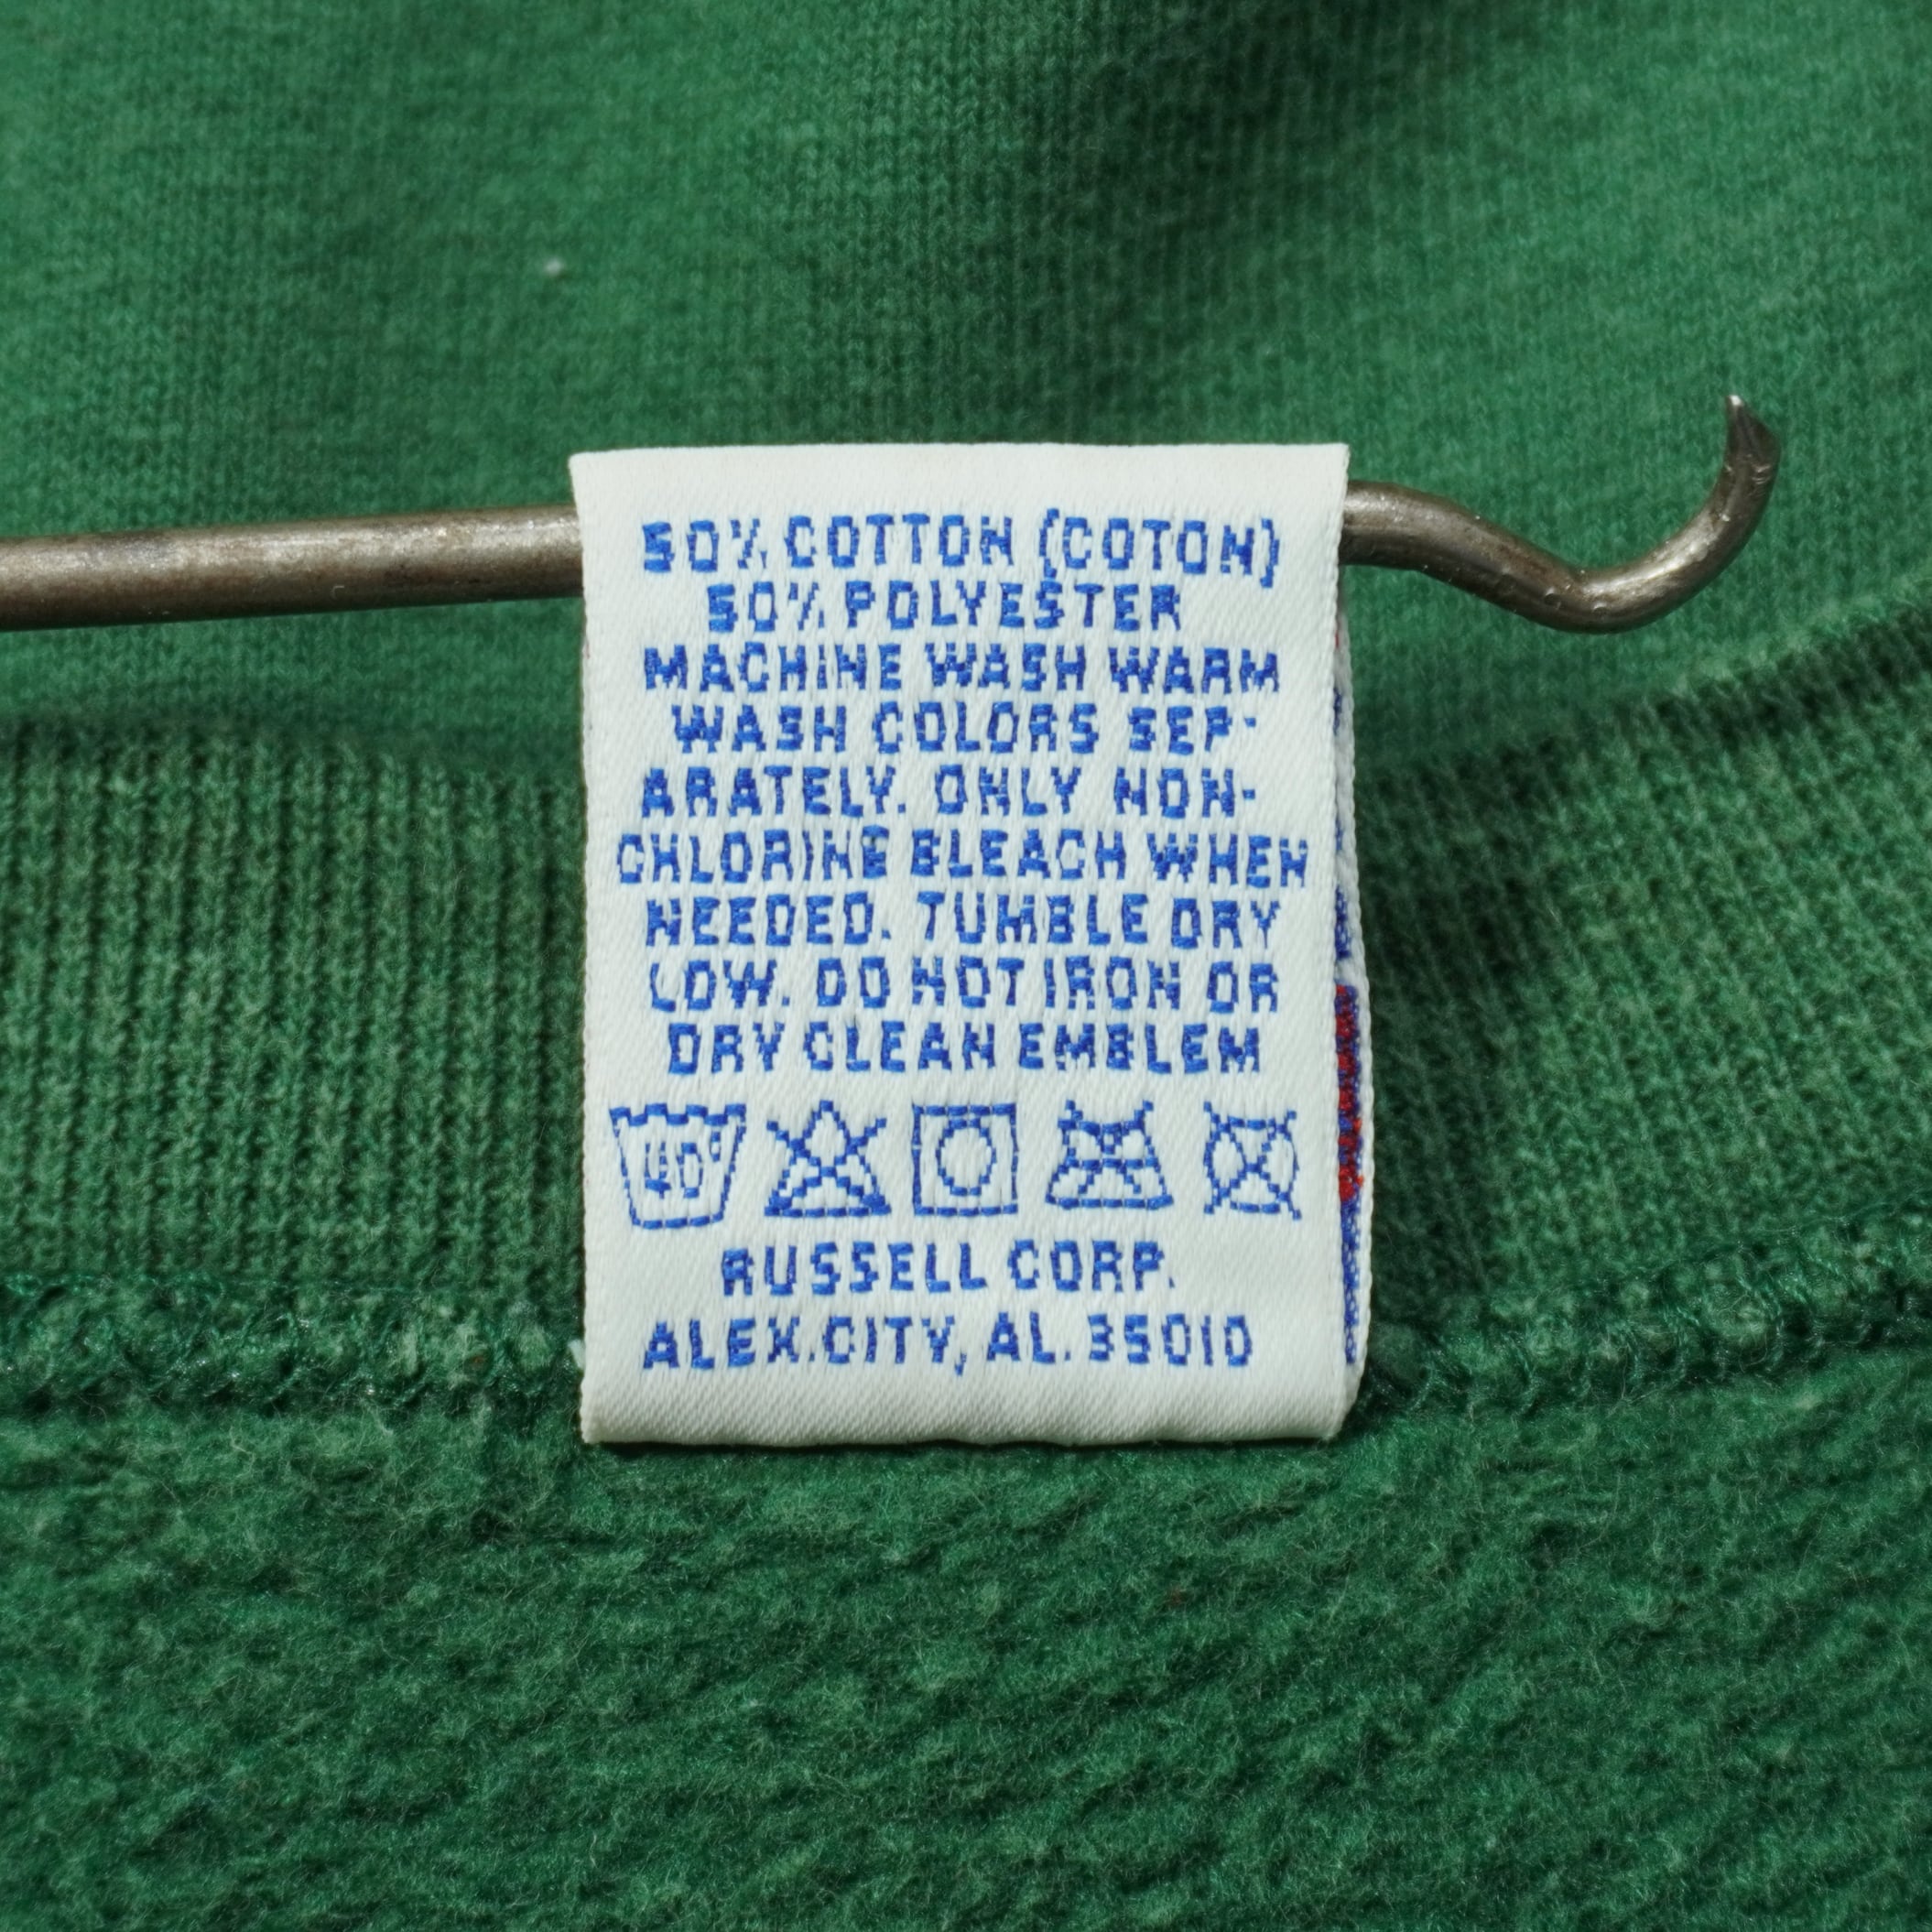 50% COTTON (COTON)
50% POLYESTER
MACHINE WASH WARM
WASH COLORS SEP-
ARATELY. ONLY NON-
CHLORINE BLEACH WHEN
NEEDED. TUMBLE DRY
LOW. DO NOT IRON OR
DRY CLEAN EMBLEM
40°
RUSSELL CORP.
ALEX.CITY, AL. 35010